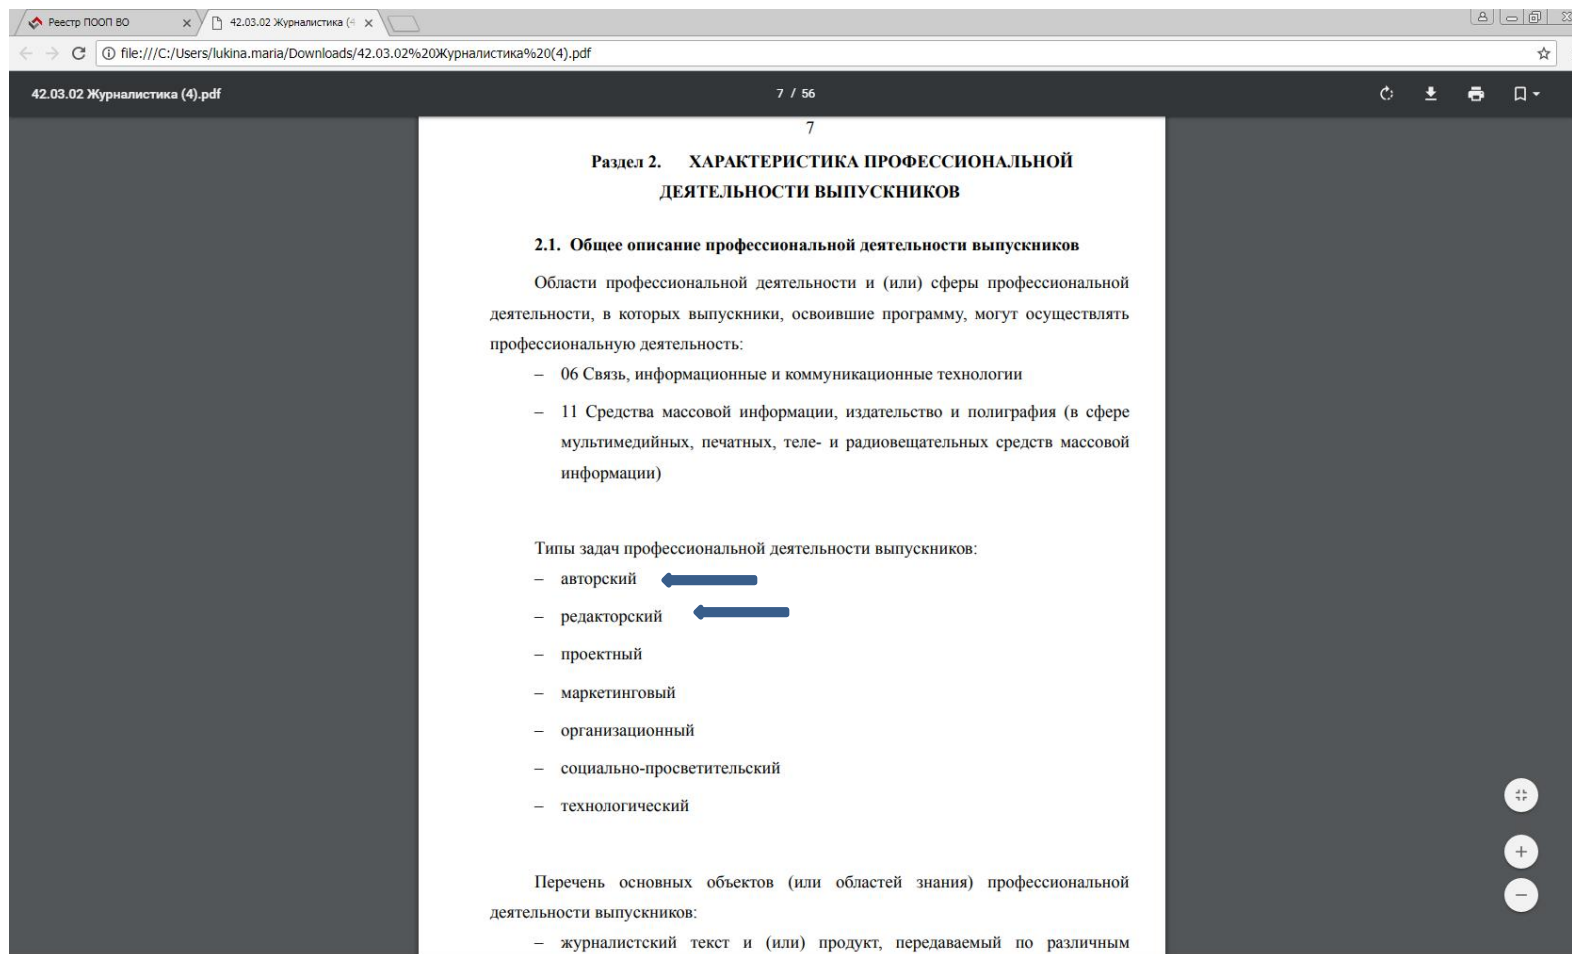 Реестр ПООП ВО
42.03.02 Журналистика (4
file:///C:/Users/lukina.maria/Downloads/42.03.02%20Журналистика%20(4).pdf
42.03.02 Журналистика (4).pdf
7 / 56
7
Раздел 2. ХАРАКТЕРИСТИКА ПРОФЕССИОНАЛЬНОЙ
ДЕЯТЕЛЬНОСТИ ВЫПУСКНИКОВ
2.1. Общее описание профессиональной деятельности выпускников
Области профессиональной деятельности и (или) сферы профессиональной
деятельности, в которых выпускники, освоившие программу, могут осуществлять
профессиональную деятельность:
– 06 Связь, информационные и коммуникационные технологии
– 11 Средства массовой информации, издательство и полиграфия (в сфере
мультимедийных, печатных, теле- и радиовещательных средств массовой
информации)
Типы задач профессиональной деятельности выпускников:
– авторский
– редакторский
– проектный
– маркетинговый
– организационный
– социально-просветительский
– технологический
Перечень основных объектов (или областей знания) профессиональной
деятельности выпускников:
– журналистский текст и (или) продукт, передаваемый по различным